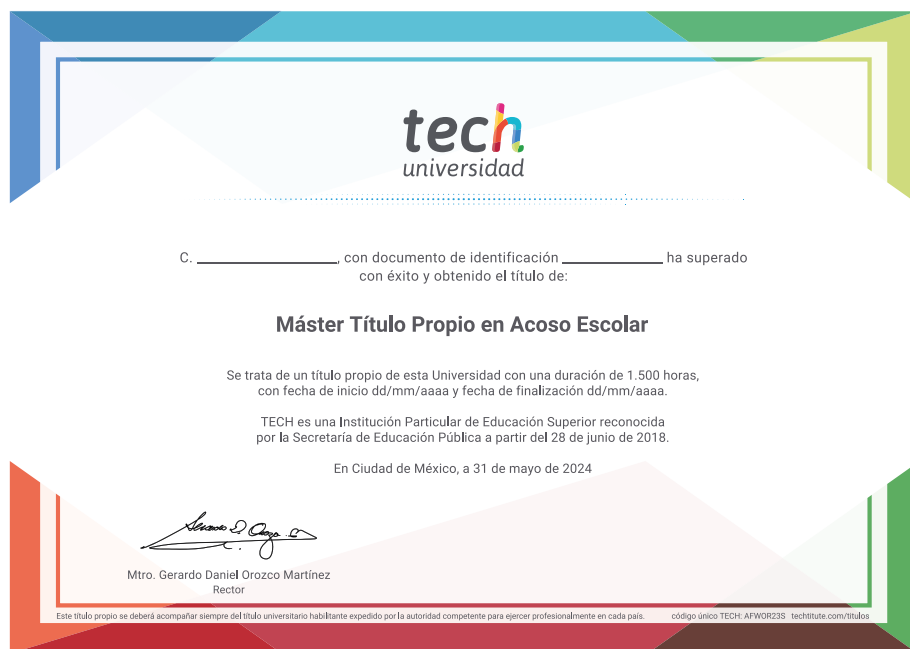 tech
universidad
C. ____________, con documento de identificación ____________ ha superado
con éxito y obtenido el título de:
Máster Título Propio en Acoso Escolar
Se trata de un título propio de esta Universidad con una duración de 1.500 horas,
con fecha de inicio dd/mm/aaaa y fecha de finalización dd/mm/aaaa.
TECH es una Institución Particular de Educación Superior reconocida
por la Secretaría de Educación Pública a partir del 28 de junio de 2018.
En Ciudad de México, a 31 de mayo de 2024
Mtro. Gerardo Daniel Orozco Martínez
Rector
Este título propio se deberá acompañar siempre del título universitario habilitante expedido por la autoridad competente para ejercer profesionalmente en cada país. código único TECH: AFWOR23S techtitute.com/titulos